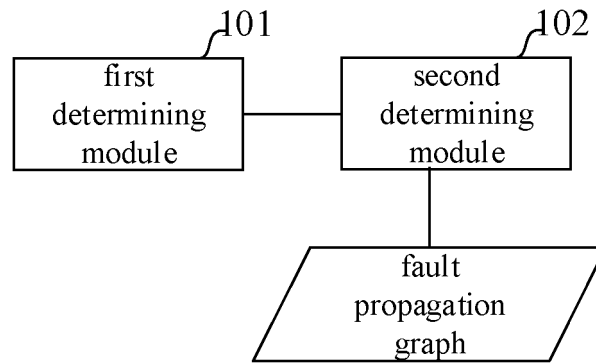 101
102
first
determining
module
second
determining
module
fault
propagation
graph